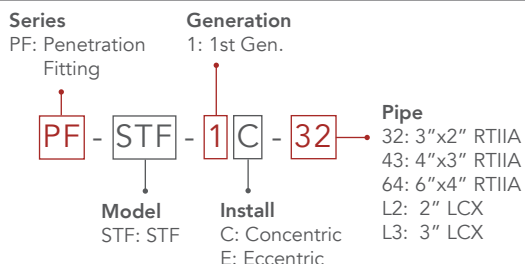 Series
PF: Penetration
Fitting
Generation
1: 1st Gen.
PF - STF - 1 C - 32
Pipe
32: 3”x2” RTIIA
43: 4”x3” RTIIA
64: 6”x4” RTIIA
L2: 2” LCX
L3: 3” LCX
Model
STF: STF
Install
C: Concentric
E: Eccentric